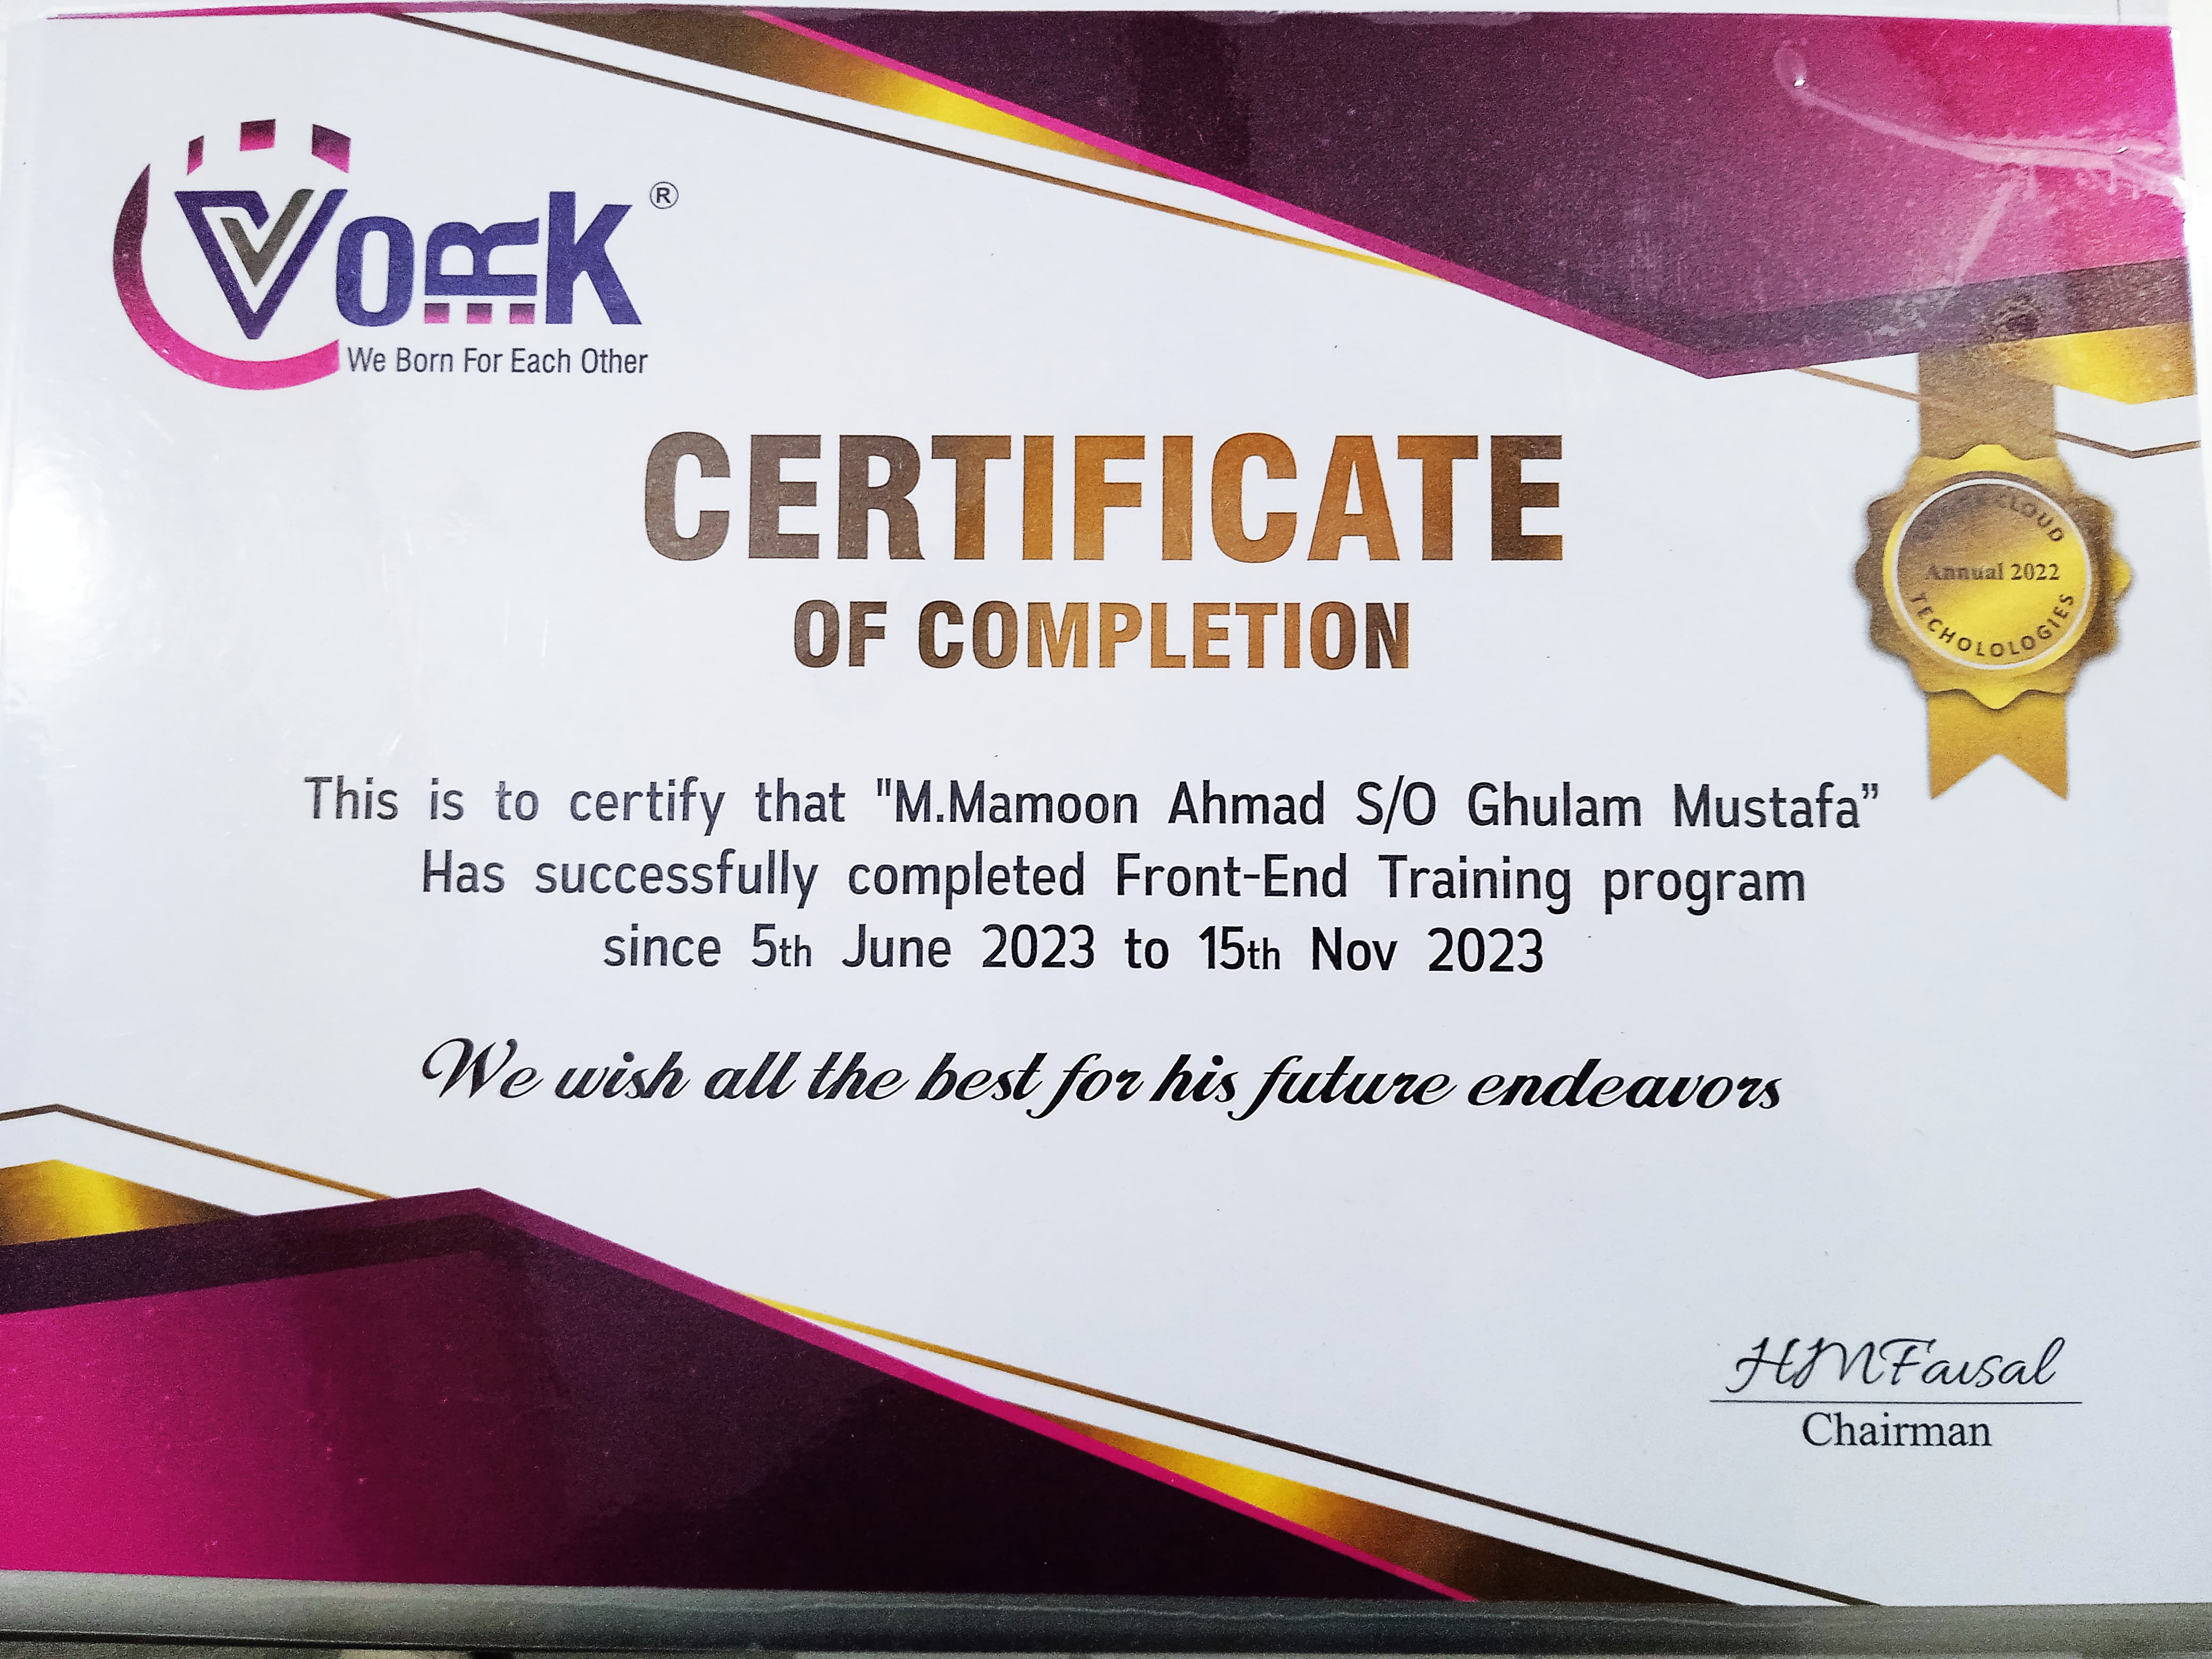 VORK ®
We Born For Each Other
CERTIFICATE
OF COMPLETION
CLOUD
Annual 2022
TECHOLOLOGIES
This is to certify that "M.Mamoon Ahmad S/O Ghulam Mustafa”
Has successfully completed Front-End Training program
since 5th June 2023 to 15th Nov 2023
We wish all the best for his future endeavors
HMFaisal
Chairman